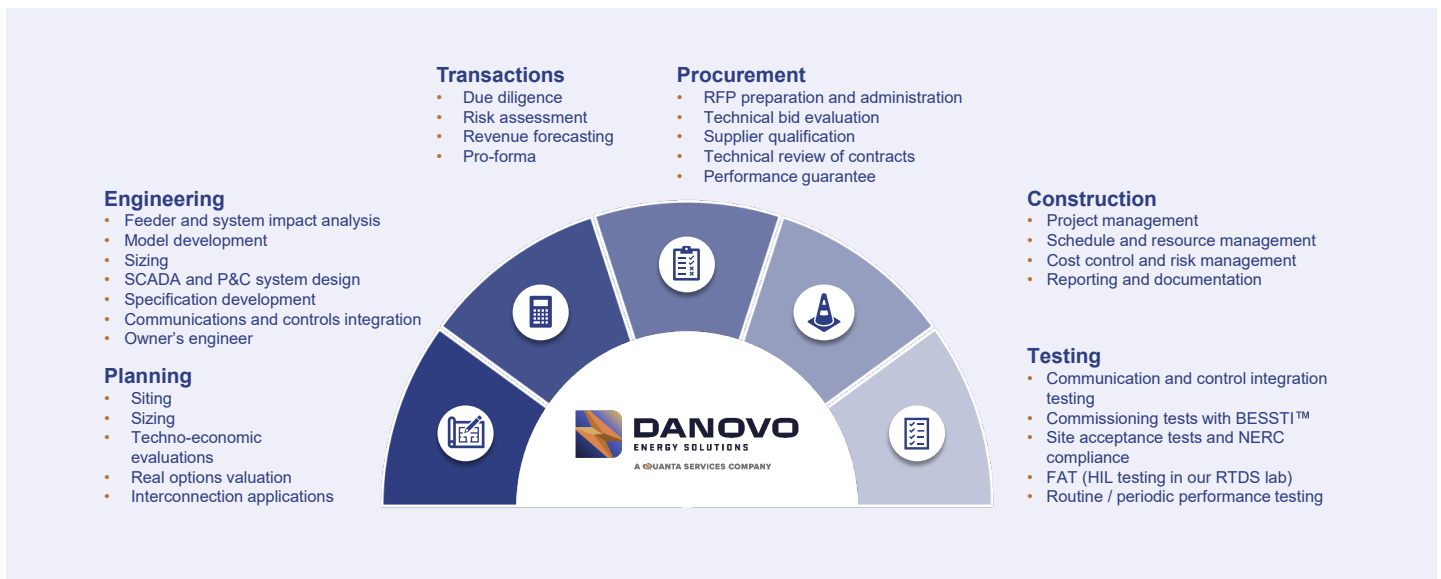 Transactions
• Due diligence
• Risk assessment
• Revenue forecasting
• Pro-forma
Procurement
• RFP preparation and administration
• Technical bid evaluation
• Supplier qualification
• Technical review of contracts
• Performance guarantee
Engineering
• Feeder and system impact analysis
• Model development
• Sizing
• SCADA and P&C system design
• Specification development
• Communications and controls integration
• Owner's engineer
Construction
• Project management
• Schedule and resource management
• Cost control and risk management
• Reporting and documentation
Planning
• Siting
• Sizing
• Techno-economic
evaluations
• Real options valuation
• Interconnection applications
DANOVO
ENERGY SOLUTIONS
A QUANTA SERVICES COMPANY
Testing
• Communication and control integration
testing
• Commissioning tests with BESSTI™
• Site acceptance tests and NERC
compliance
• FAT (HIL testing in our RTDS lab)
• Routine / periodic performance testing